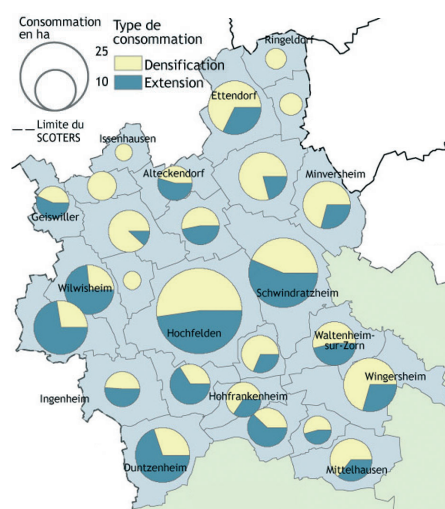 Consommation
en ha
25
10
Limite du
SCOTERS
Type de
consommation
Densification
Extension
Ringeldorf
Ettendorf
Issenhausen
Alteckendorf
Minversheim
Geiswiller
Wilwisheim
Schwindratzheim
Hochfelden
Waltenheim-
sur-Zorn
Wingersheim
Ingenheim
Hohfrankenheim
Duntzenheim
Mittelhausen